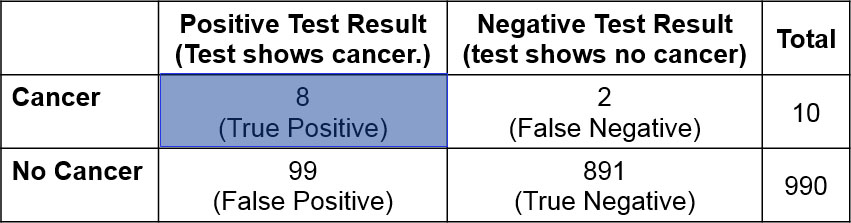 Positive Test Result
(Test shows cancer.)
Negative Test Result
(test shows no cancer)
Total
Cancer
8
(True Positive)
2
(False Negative)
10
No Cancer
99
(False Positive)
891
(True Negative)
990